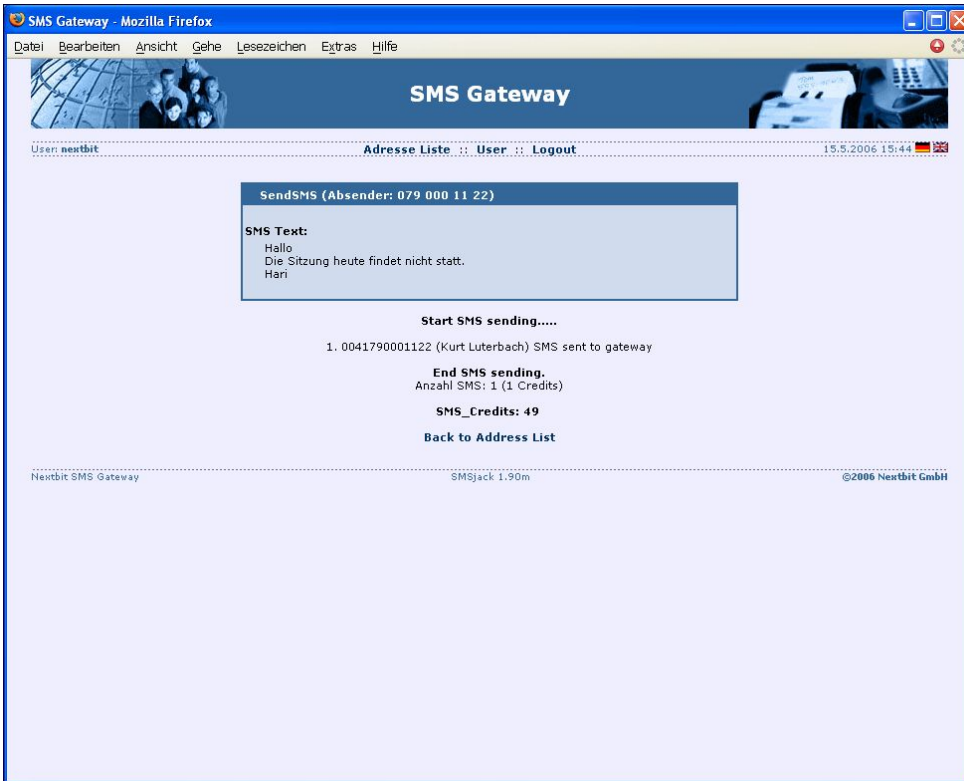 SMS Gateway - Mozilla Firefox
Datei Bearbeiten Ansicht Gehe Lesezeichen Extras Hilfe
SMS Gateway
User: nextbit Adresse Liste :: User :: Logout 15.5.2006 15:44
SendSMS (Absender: 079 000 11 22)
SMS Text:
Hallo
Die Sitzung heute findet nicht statt.
Hari
Start SMS sending.....
1. 0041790001122 (Kurt Luterbach) SMS sent to gateway
End SMS sending.
Anzahl SMS: 1 (1 Credits)
SMS_Credits: 49
Back to Address List
Nextbit SMS Gateway SMSjack 1.90m ©2006 Nextbit GmbH